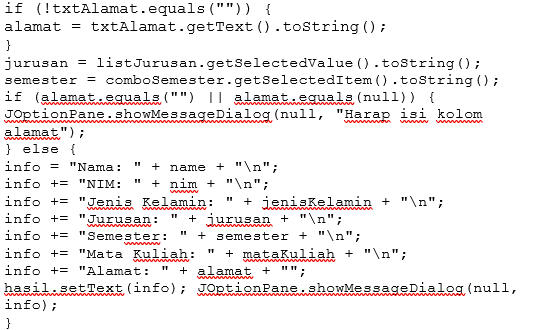 if (!txtAlamat.equals("")) {
alamat = txtAlamat.getText().toString();
}
jurusan = listJurusan.getSelectedValue().toString();
semester = comboSemester.getSelectedItem().toString();
if (alamat.equals("") || alamat.equals(null)) {
JOptionPane.showMessageDialog(null, "Harap isi kolom
alamat");
} else {
info = "Nama: " + name + "\n";
info += "NIM: " + nim + "\n";
info += "Jenis Kelamin: " + jenisKelamin + "\n";
info += "Jurusan: " + jurusan + "\n";
info += "Semester: " + semester + "\n";
info += "Mata Kuliah: " + mataKuliah + "\n";
info += "Alamat: " + alamat + "";
hasil.setText(info); JOptionPane.showMessageDialog(null,
info);
}